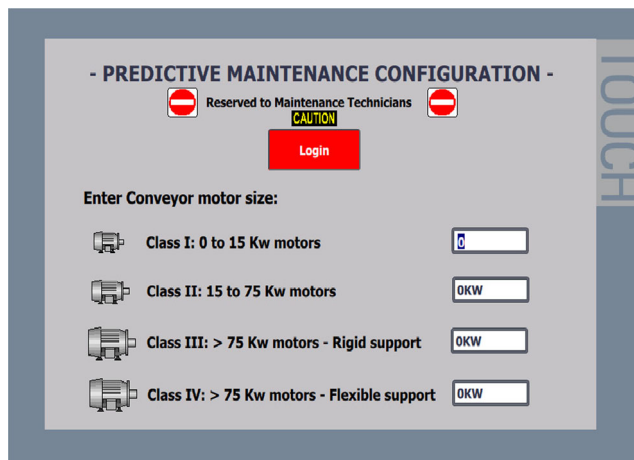 - PREDICTIVE MAINTENANCE CONFIGURATION -
Reserved to Maintenance Technicians
CAUTION
Login
Enter Conveyor motor size:
Class I: 0 to 15 Kw motors 0
Class II: 15 to 75 Kw motors 0KW
Class III: > 75 Kw motors - Rigid support 0KW
Class IV: > 75 Kw motors - Flexible support 0KW
TOUCH